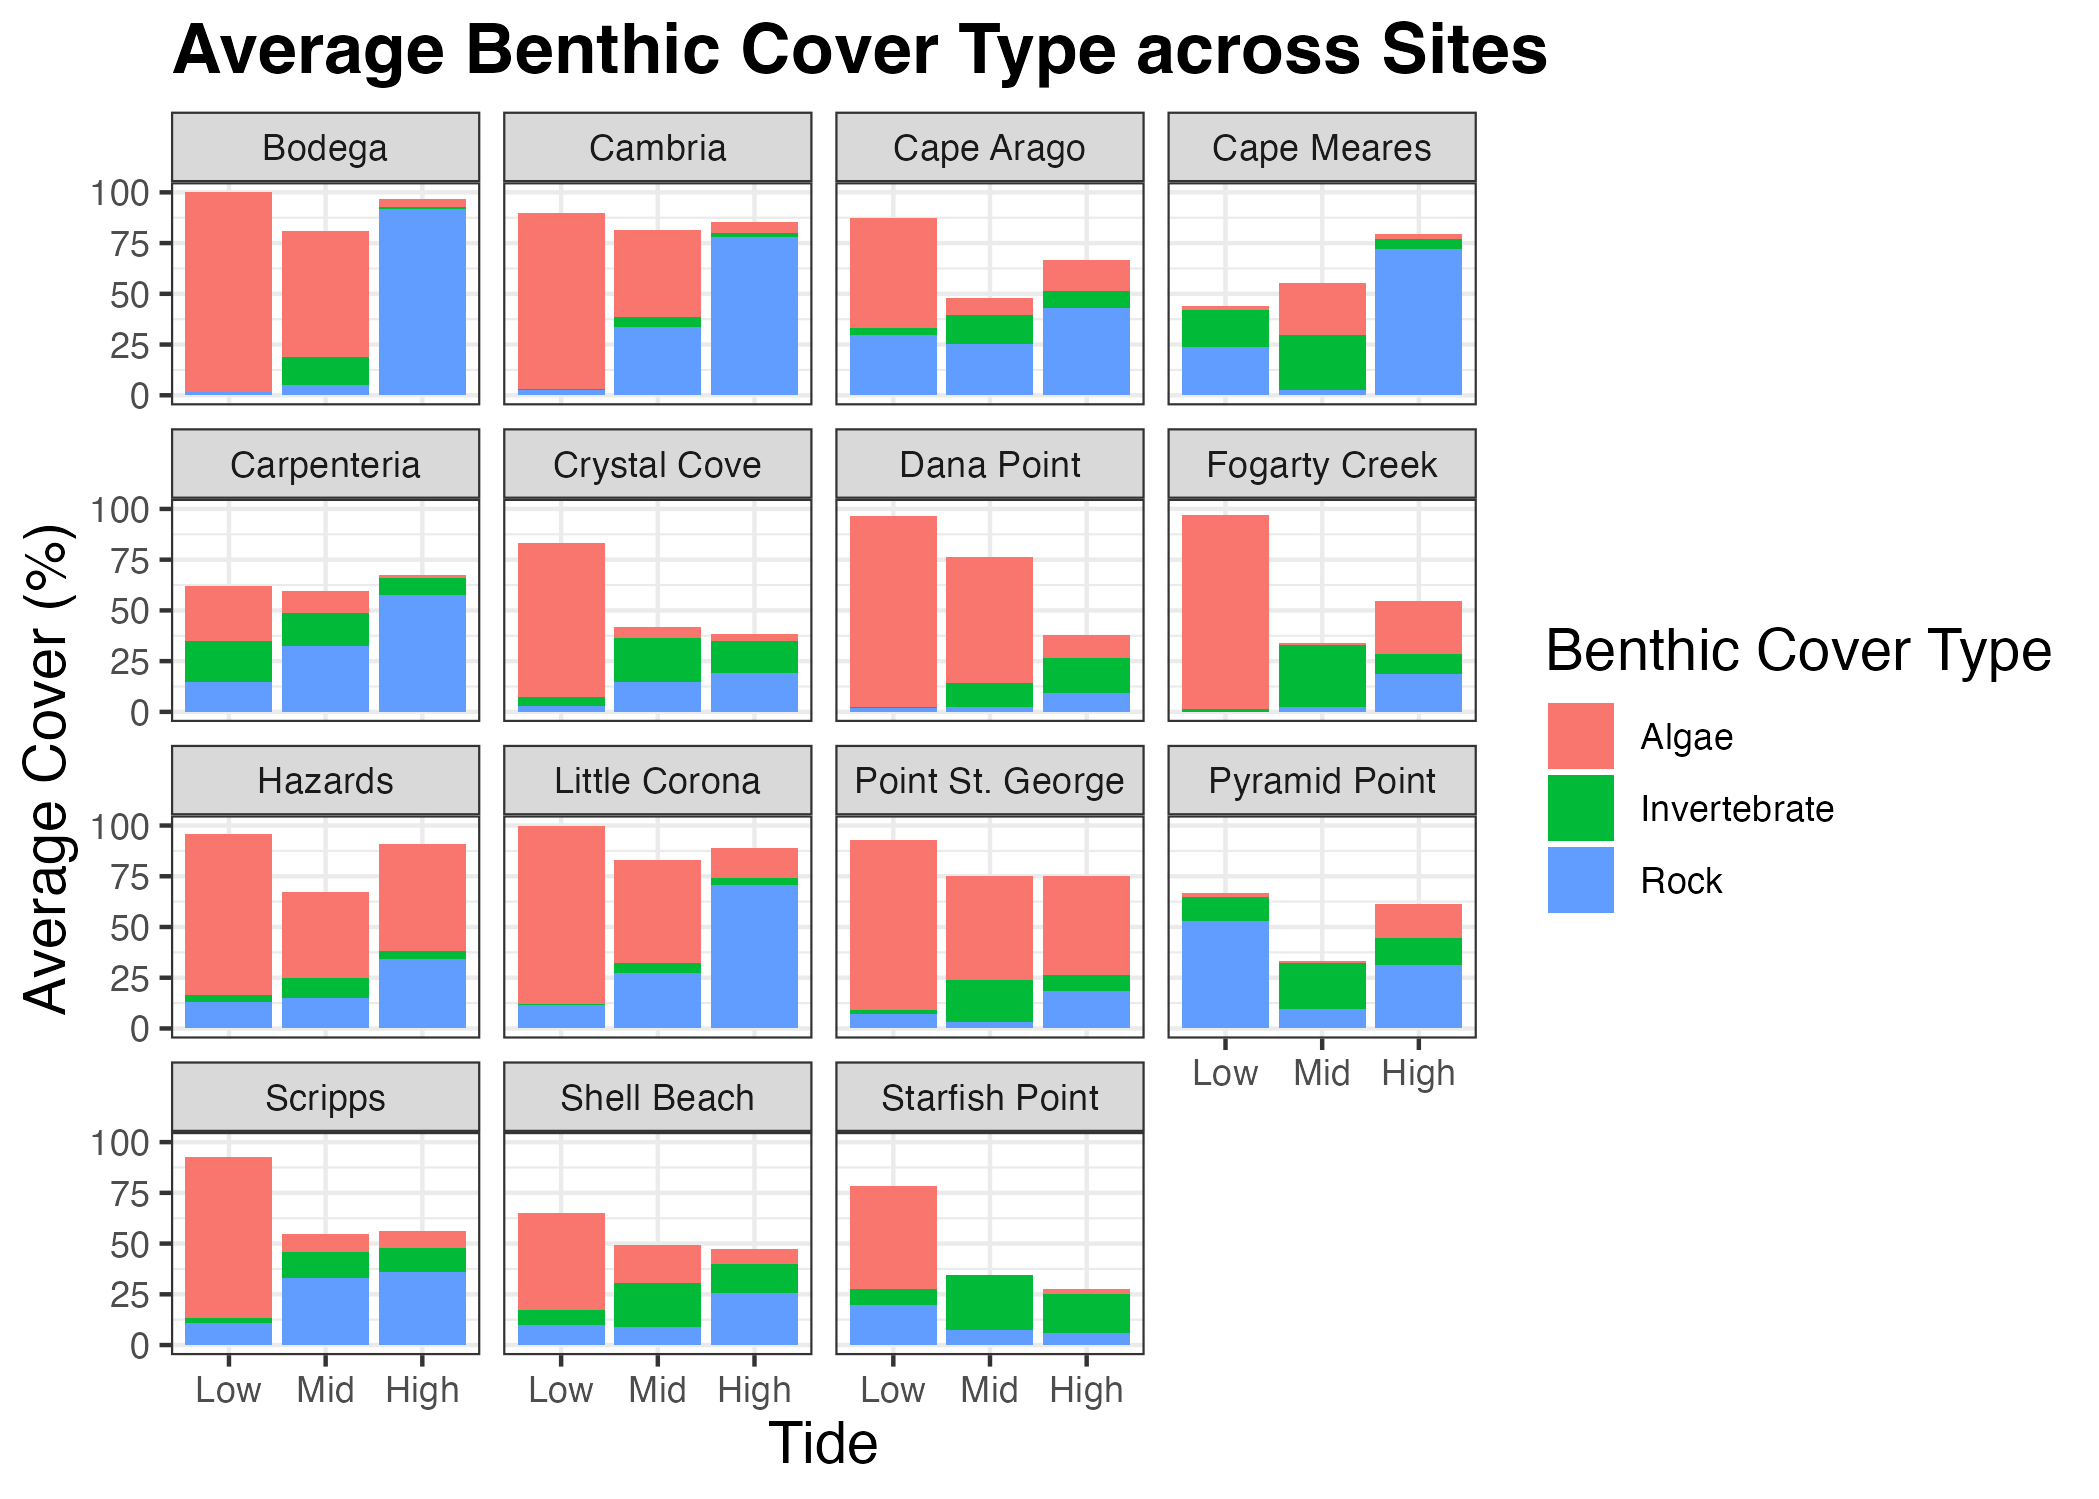 Average Benthic Cover Type across Sites
Bodega
Cambria
Cape Arago
Cape Meares
100
75
50
25
0
Carpenteria
Crystal Cove
Dana Point
Fogarty Creek
100
75
50
25
0
Hazards
Little Corona
Point St. George
Pyramid Point
100
75
50
25
0
Low Mid High
Scripps
Shell Beach
Starfish Point
100
75
50
25
0
Low Mid High
Low Mid High
Low Mid High
Tide
Average Cover (%)
Benthic Cover Type
Algae
Invertebrate
Rock